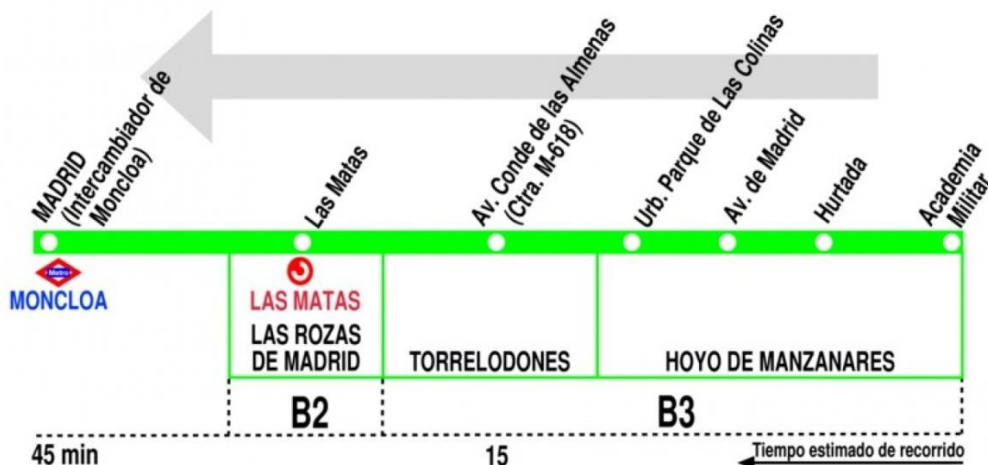 MADRID
(Intercambiador de
Moncloa)
Las Matas
Av. Conde de las Almenas
(Ctra. M-618)
Urb. Parque de Las Colinas
Av. de Madrid
Hurtada
Academia
Militar
Metro
MONCLOA
LAS MATAS
LAS ROZAS
DE MADRID
TORRELODONES
HOYO DE MANZANARES
B2
B3
45 min
15
Tiempo estimado de recorrido